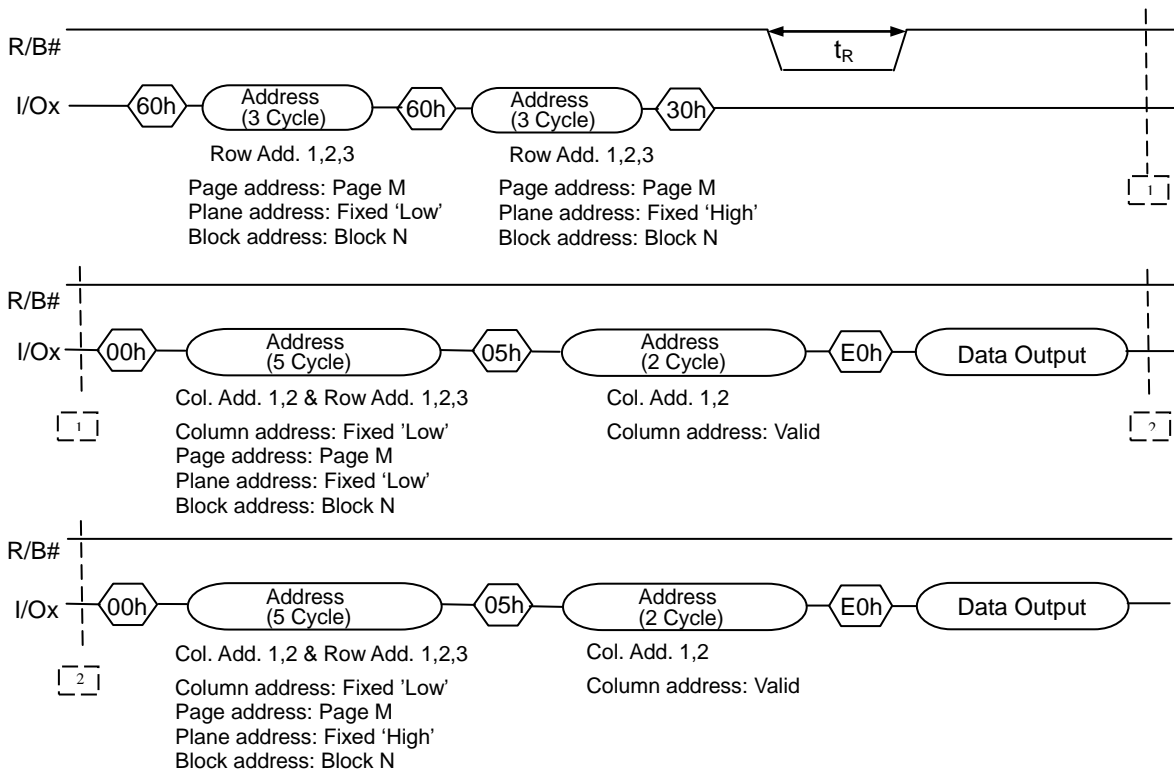 R/B#
tR
I/Ox 60h Address (3 Cycle) 60h Address (3 Cycle) 30h
Row Add. 1,2,3
Page address: Page M
Plane address: Fixed ‘Low’
Block address: Block N
Row Add. 1,2,3
Page address: Page M
Plane address: Fixed ‘High’
Block address: Block N
1
R/B#
I/Ox 00h Address (5 Cycle) 05h Address (2 Cycle) E0h Data Output
1
Col. Add. 1,2 & Row Add. 1,2,3
Column address: Fixed ’Low’
Page address: Page M
Plane address: Fixed ‘Low’
Block address: Block N
Col. Add. 1,2
Column address: Valid
2
R/B#
I/Ox 00h Address (5 Cycle) 05h Address (2 Cycle) E0h Data Output
2
Col. Add. 1,2 & Row Add. 1,2,3
Column address: Fixed ’Low’
Page address: Page M
Plane address: Fixed ‘High’
Block address: Block N
Col. Add. 1,2
Column address: Valid